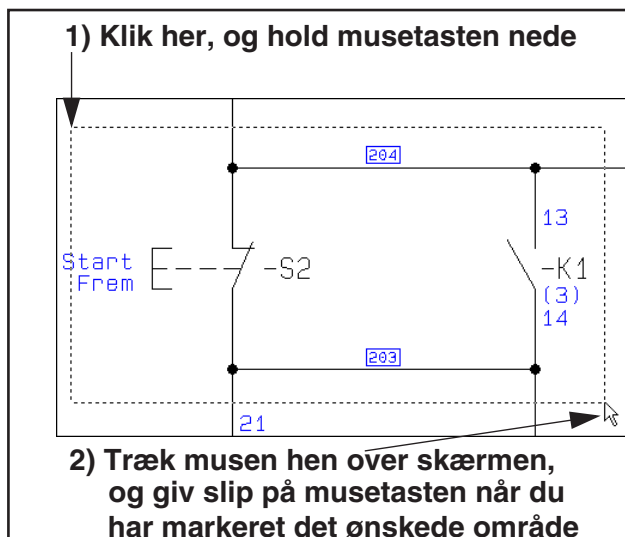 1) Klik her, og hold musetasten nede
204
13
Start
Frem
-S2
-K1
(3)
14
203
21
2) Træk musen hen over skærmen,
og giv slip på musetasten når du
har markeret det ønskede område